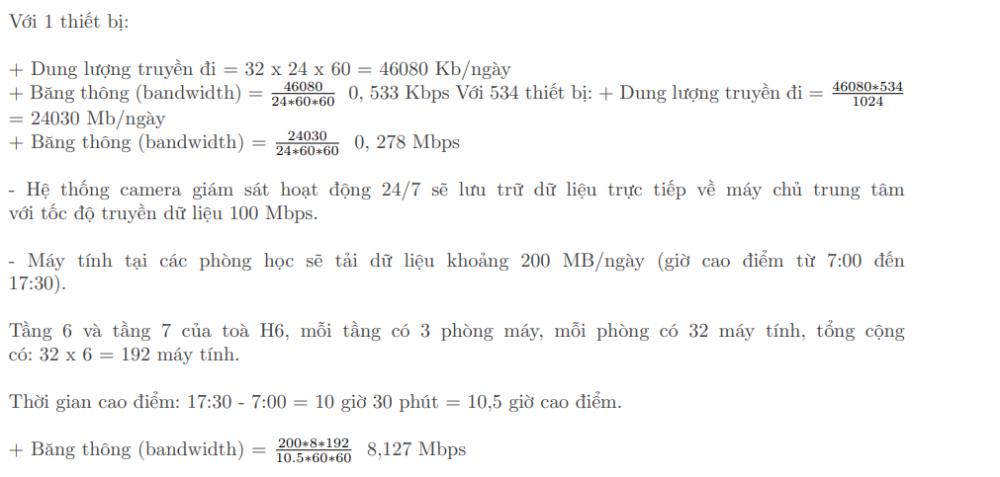 Với 1 thiết bị:
+ Dung lượng truyền đi = 32 x 24 x 60 = 46080 Kb/ngày
+ Băng thông (bandwidth) = \frac{46080}{24*60*60} 0, 533 Kbps Với 534 thiết bị: + Dung lượng truyền đi = \frac{46080*534}{1024}
= 24030 Mb/ngày
+ Băng thông (bandwidth) = \frac{24030}{24*60*60} 0, 278 Mbps
- Hệ thống camera giám sát hoạt động 24/7 sẽ lưu trữ dữ liệu trực tiếp về máy chủ trung tâm
với tốc độ truyền dữ liệu 100 Mbps.
- Máy tính tại các phòng học sẽ tải dữ liệu khoảng 200 MB/ngày (giờ cao điểm từ 7:00 đến
17:30).
Tầng 6 và tầng 7 của toà H6, mỗi tầng có 3 phòng máy, mỗi phòng có 32 máy tính, tổng cộng
có: 32 x 6 = 192 máy tính.
Thời gian cao điểm: 17:30 - 7:00 = 10 giờ 30 phút = 10,5 giờ cao điểm.
+ Băng thông (bandwidth) = \frac{200*8*192}{10.5*60*60} 8,127 Mbps